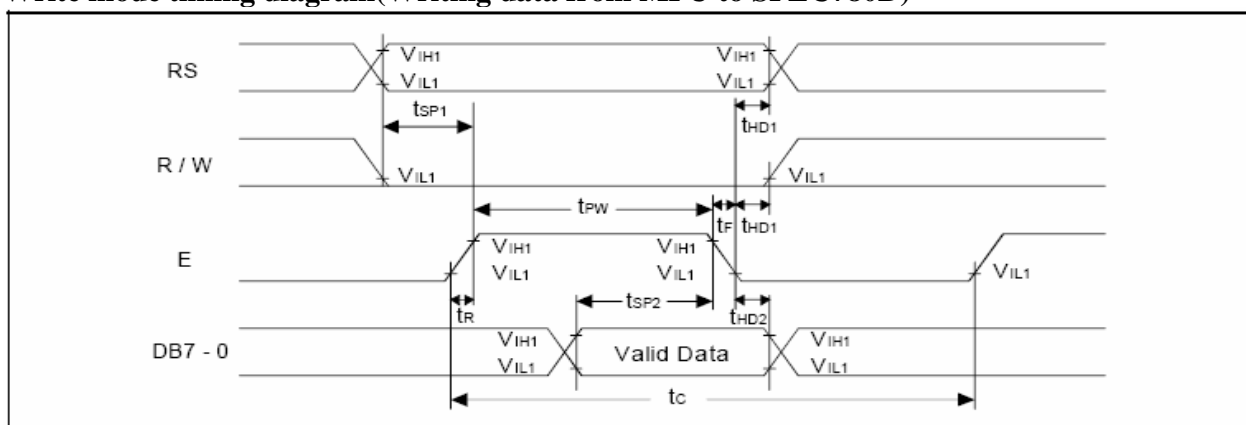 Write mode timing diagram(Writing data from MPU to SPLC780D)
RS
VIH1
VIL1
VIH1
VIL1
tSP1
tHD1
R / W
VIL1
VIL1
tPW
tF
tHD1
E
VIH1
VIL1
VIH1
VIL1
VIL1
tR
tSP2
tHD2
DB7 - 0
VIH1
VIL1
Valid Data
VIH1
VIL1
tC